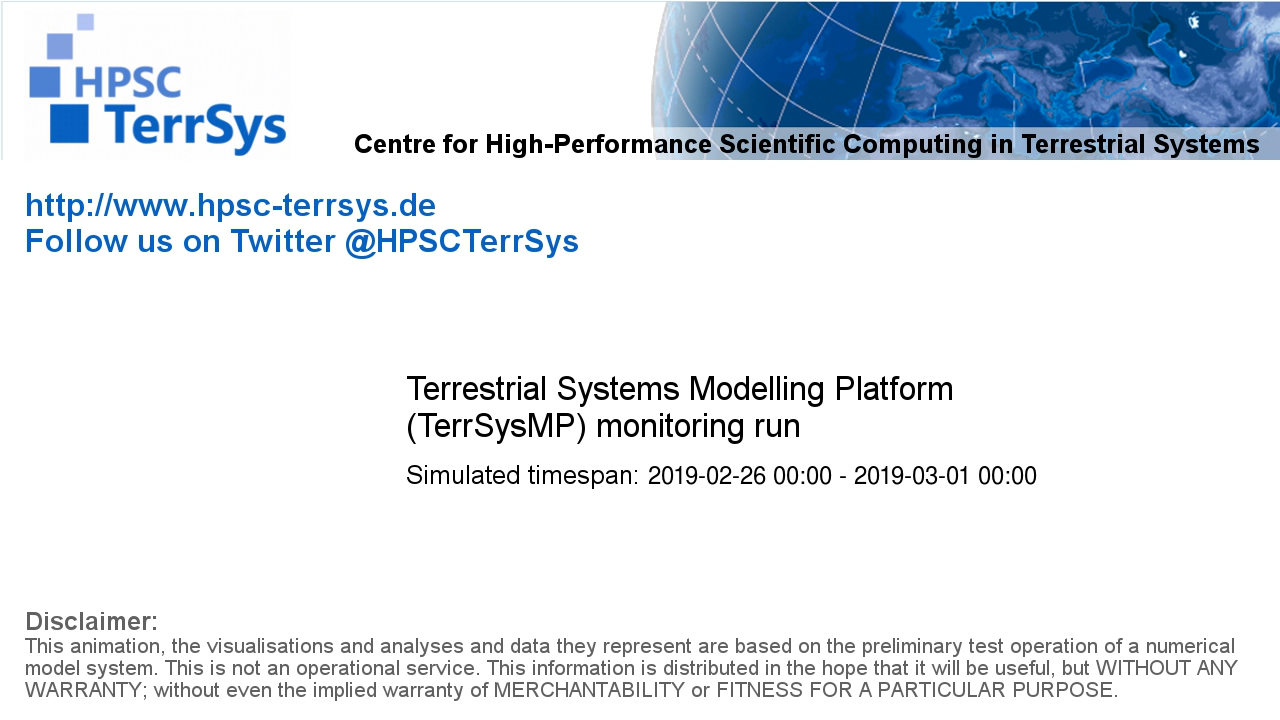 HPSC
TerrSys
Centre for High-Performance Scientific Computing in Terrestrial Systems
http://www.hpsc-terrsys.de
Follow us on Twitter @HPSCTerrSys
Terrestrial Systems Modelling Platform
(TerrSysMP) monitoring run
Simulated timespan: 2019-02-26 00:00 - 2019-03-01 00:00
Disclaimer:
This animation, the visualisations and analyses and data they represent are based on the preliminary test operation of a numerical
model system. This is not an operational service. This information is distributed in the hope that it will be useful, but WITHOUT ANY
WARRANTY; without even the implied warranty of MERCHANTABILITY or FITNESS FOR A PARTICULAR PURPOSE.